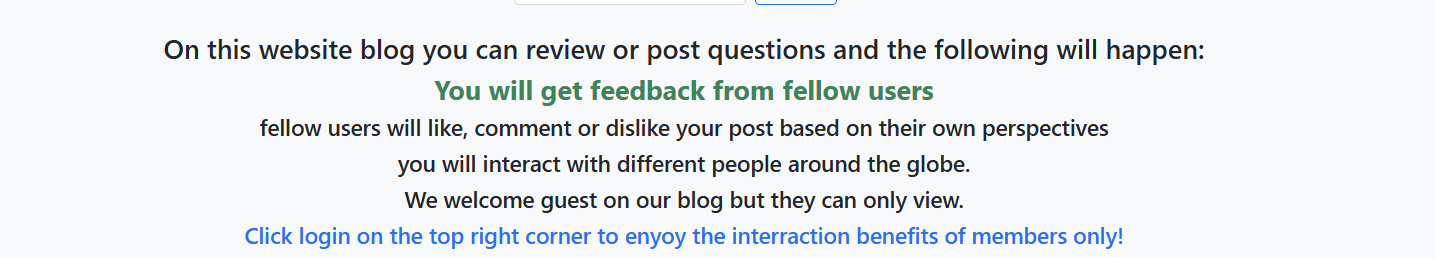 On this website blog you can review or post questions and the following will happen:
You will get feedback from fellow users
fellow users will like, comment or dislike your post based on their own perspectives
you will interact with different people around the globe.
We welcome guest on our blog but they can only view.
Click login on the top right corner to enyoy the interraction benefits of members only!